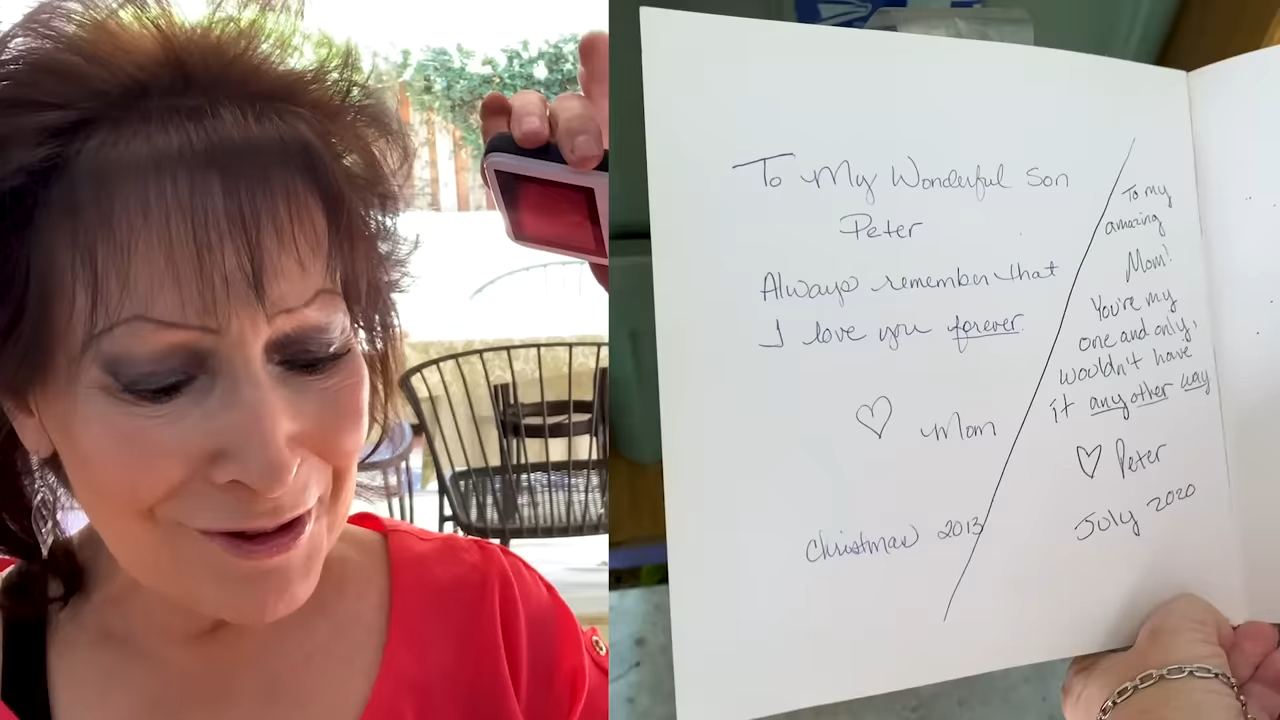 To My Wonderful Son
Peter
Always remember that
I love you forever.
♡ Mom
Christmas 2013
To my
amazing
Mom!
You're my
one and only,
wouldn't have
it any other way
♡ Peter
July 2020